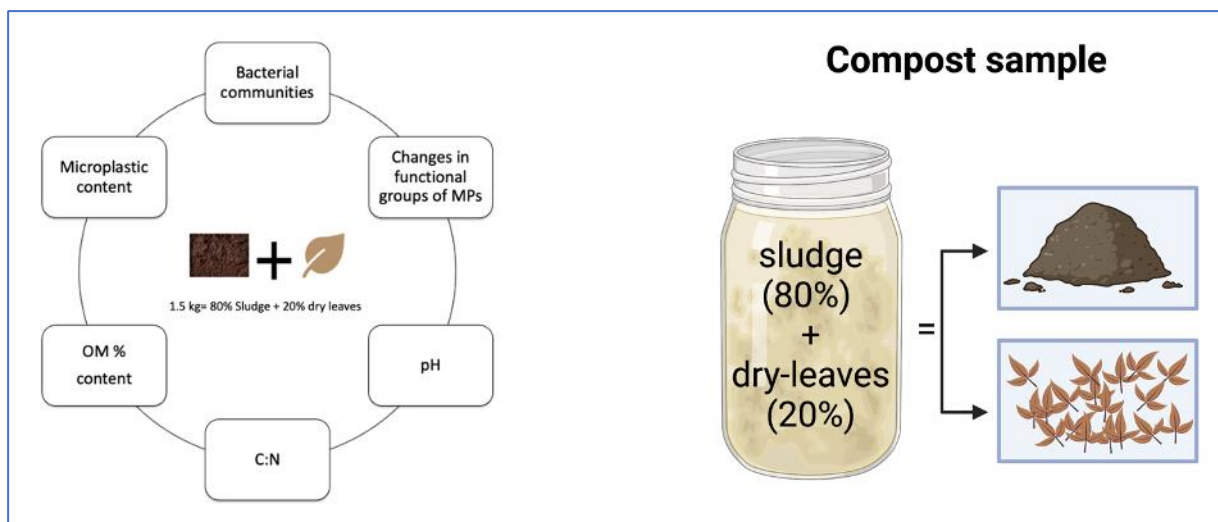 Bacterial
communities
Microplastic
content
Changes in
functional
groups of MPs
1.5 kg= 80% Sludge + 20% dry leaves
OM %
content
pH
C:N
Compost sample
sludge
(80%)
+
dry-leaves
(20%)
=